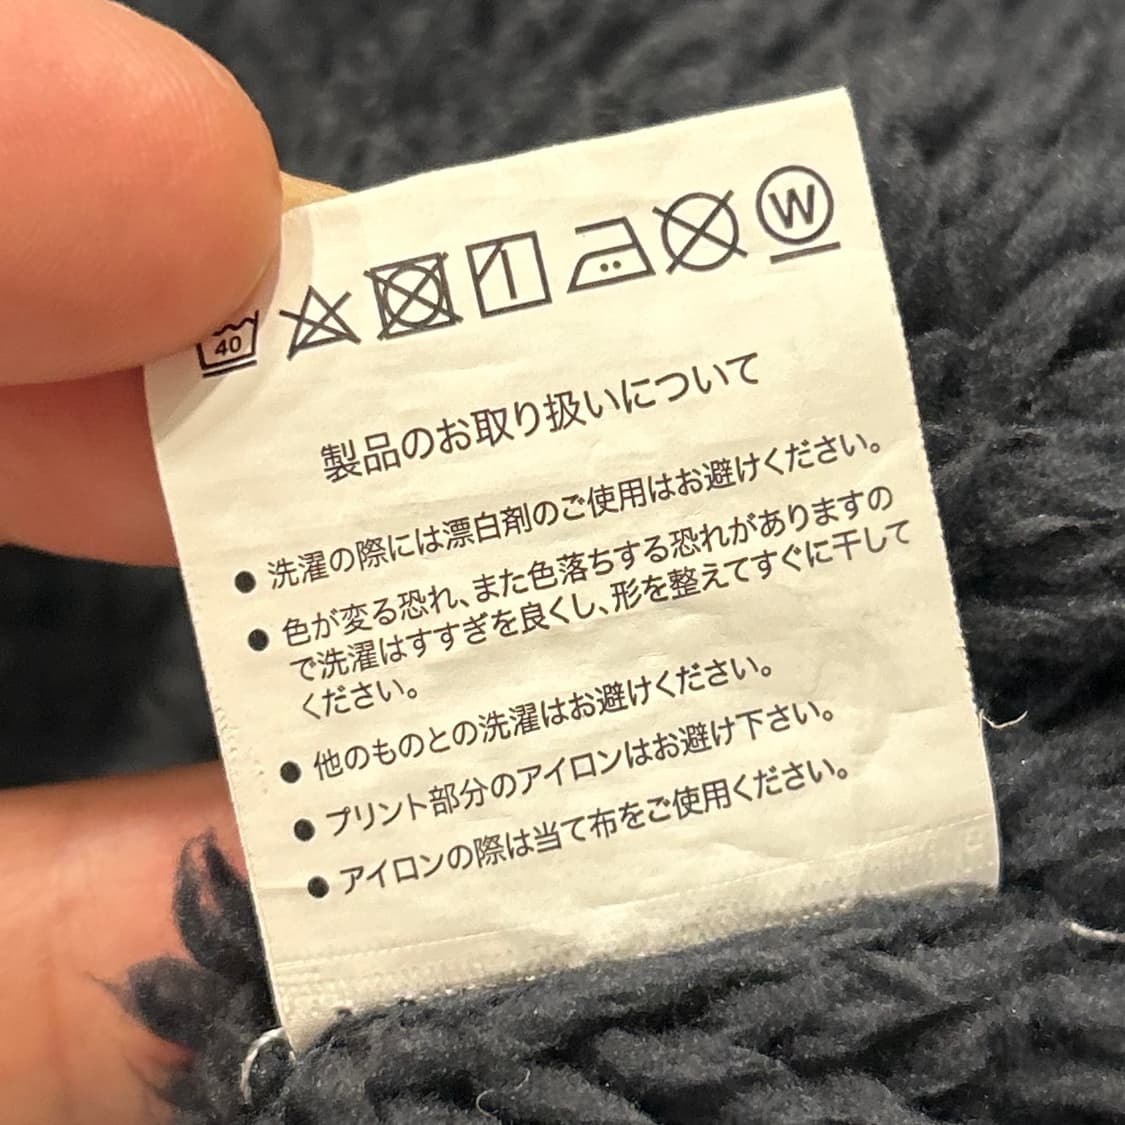 40
W
製品のお取り扱いについて
● 洗濯の際には漂白剤のご使用はお避けください。
● 色が変る恐れ、また色落ちする恐れがありますの
で洗濯はすすぎを良くし、形を整えてすぐに干して
ください。
● 他のものとの洗濯はお避けください。
● プリント部分のアイロンはお避け下さい。
● アイロンの際は当て布をご使用ください。